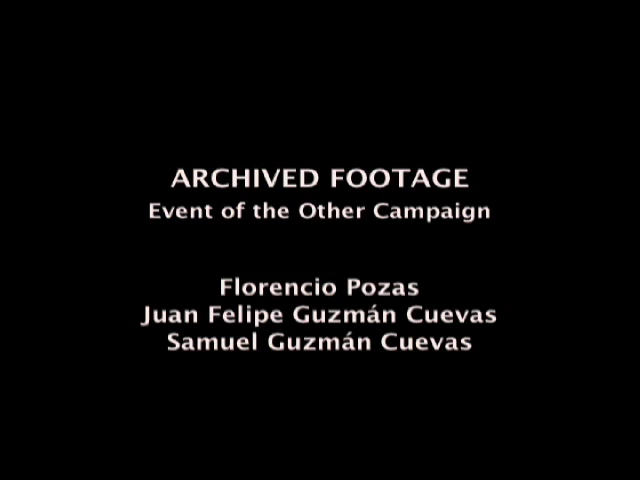 ARCHIVED FOOTAGE
Event of the Other Campaign
Florencio Pozas
Juan Felipe Guzmán Cuevas
Samuel Guzmán Cuevas